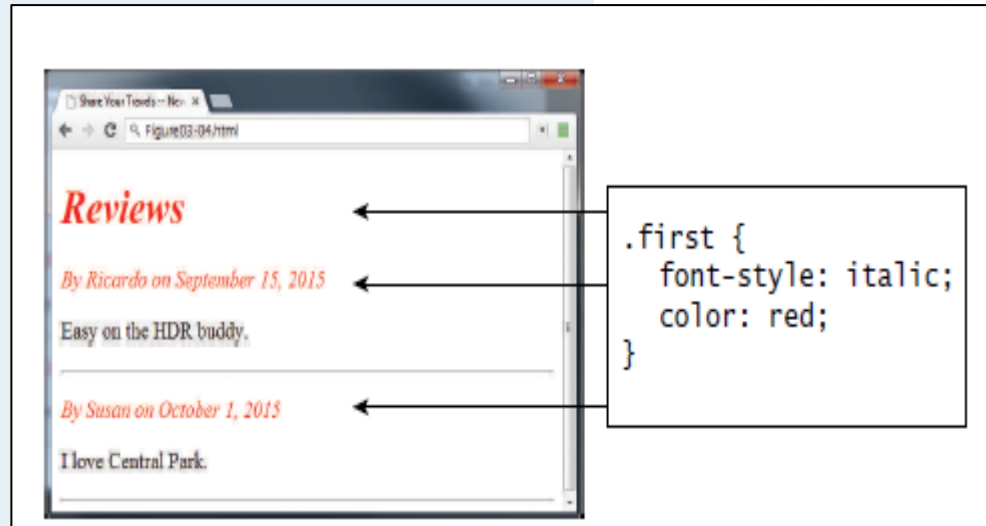 Share Your Travels -- New
Figure03-04.html
Reviews
By Ricardo on September 15, 2015
Easy on the HDR buddy.
By Susan on October 1, 2015
I love Central Park.
.first {
font-style: italic;
color: red;
}